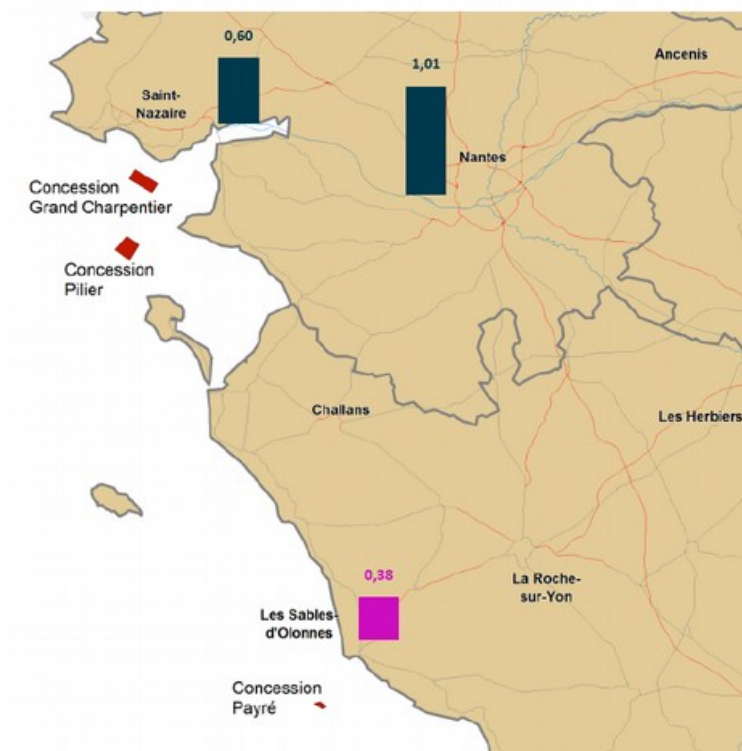 0,60
1,01
Ancenis
Saint-
Nazaire
Nantes
Concession
Grand Charpentier
Concession
Pilier
Challans
Les Herbiers
0,38
La Roche-
sur-Yon
Les Sables-
d'Olonnes
Concession
Payré